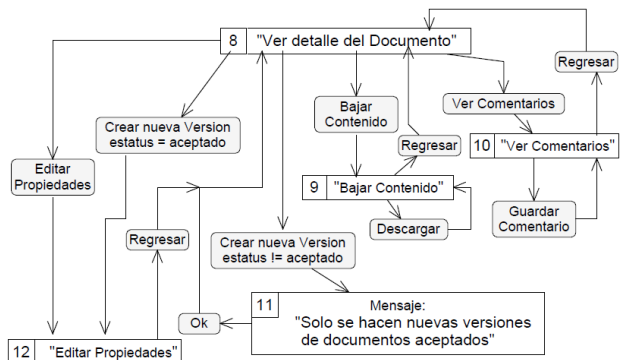 8 "Ver detalle del Documento"
Regresar
Bajar
Contenido
Ver Comentarios
Crear nueva Version
estatus = aceptado
Regresar
10 "Ver Comentarios"
Editar
Propiedades
9 "Bajar Contenido"
Guardar
Comentario
Descargar
Regresar
Crear nueva Version
estatus != aceptado
11 Mensaje:
"Solo se hacen nuevas versiones
de documentos aceptados"
Ok
12 "Editar Propiedades"